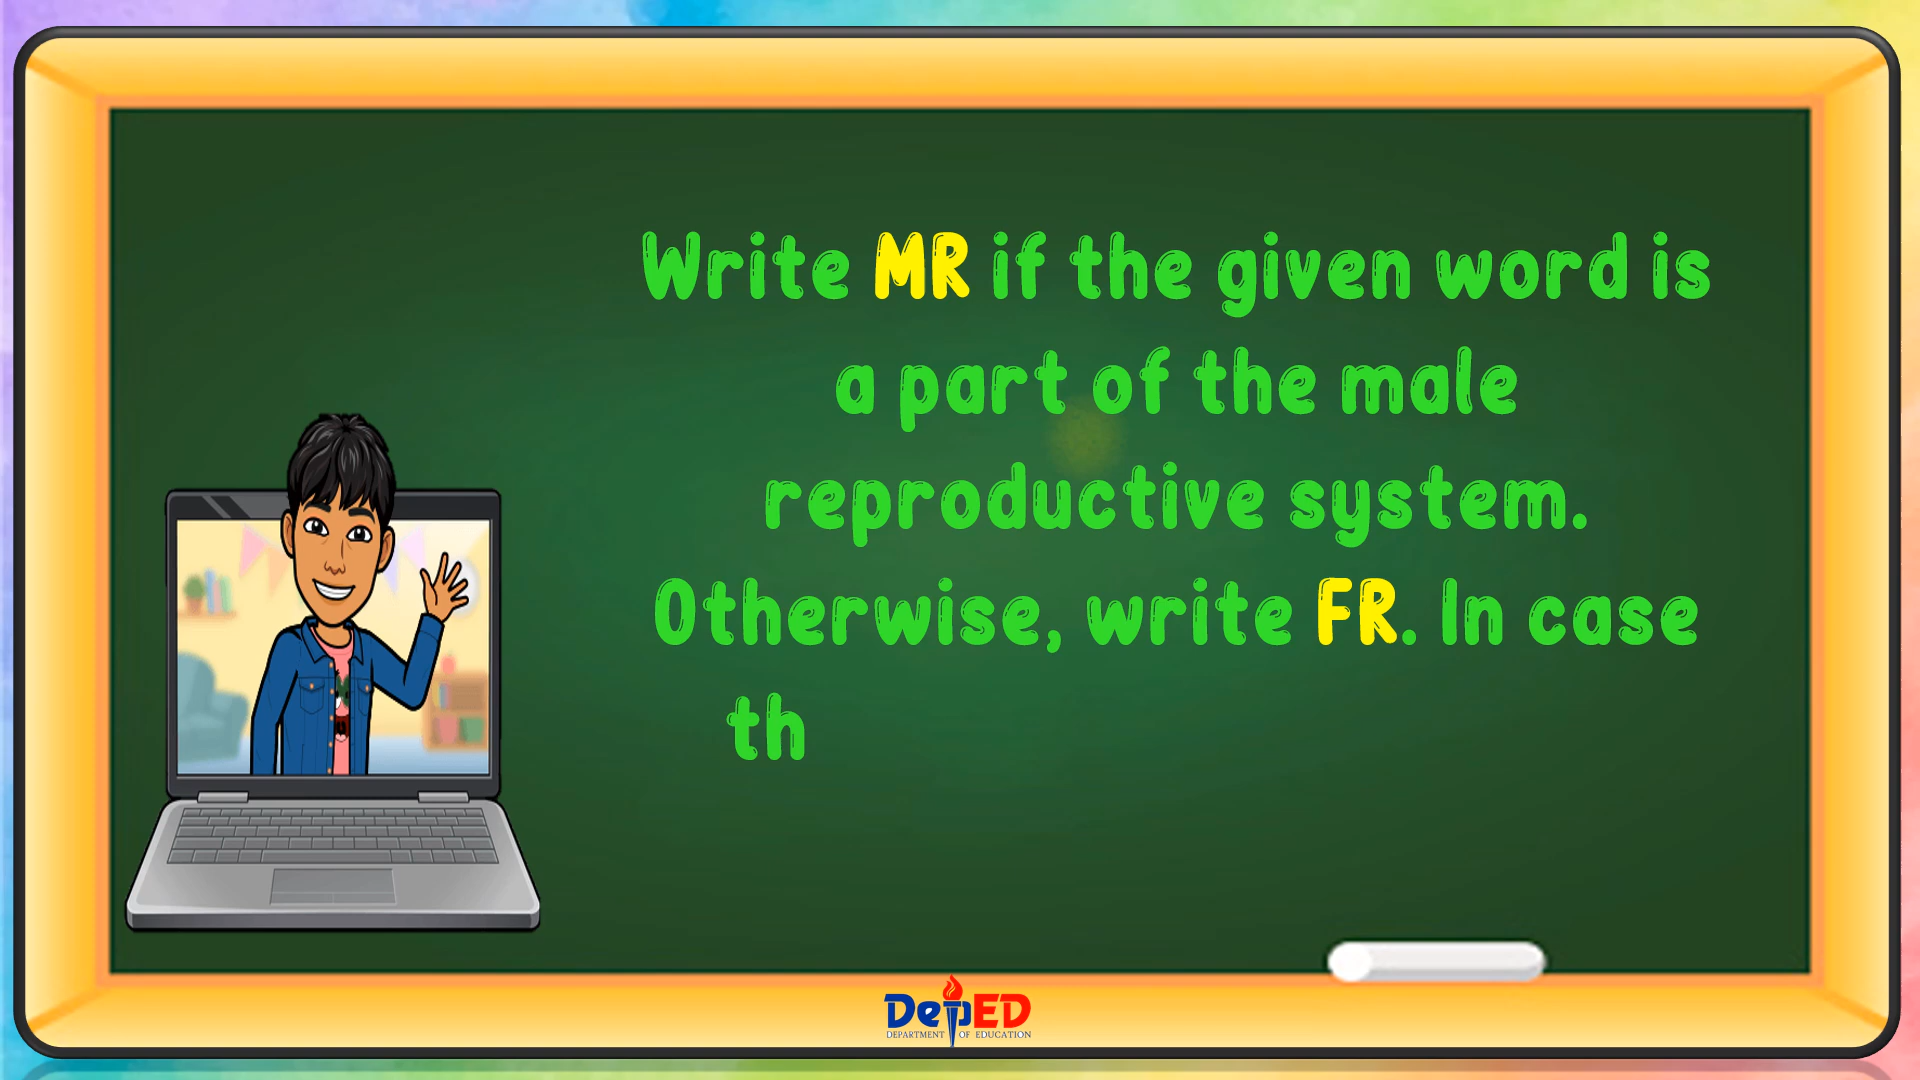 Write MR if the given word is
a part of the male
reproductive system.
Otherwise, write FR. In case
th
DepED
DEPARTMENT OF EDUCATION